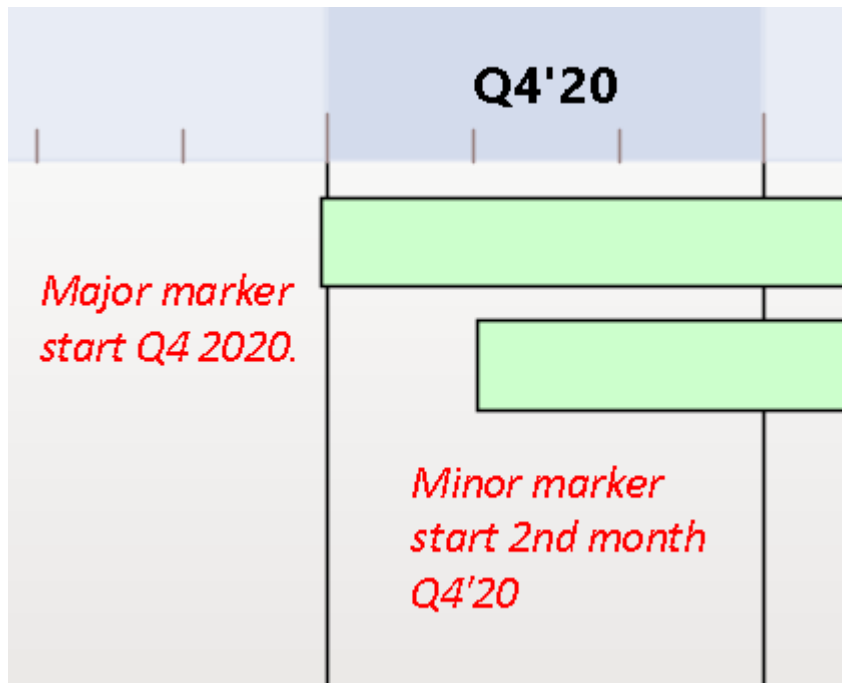 Q4'20
Major marker
start Q4 2020.
Minor marker
start 2nd month
Q4'20